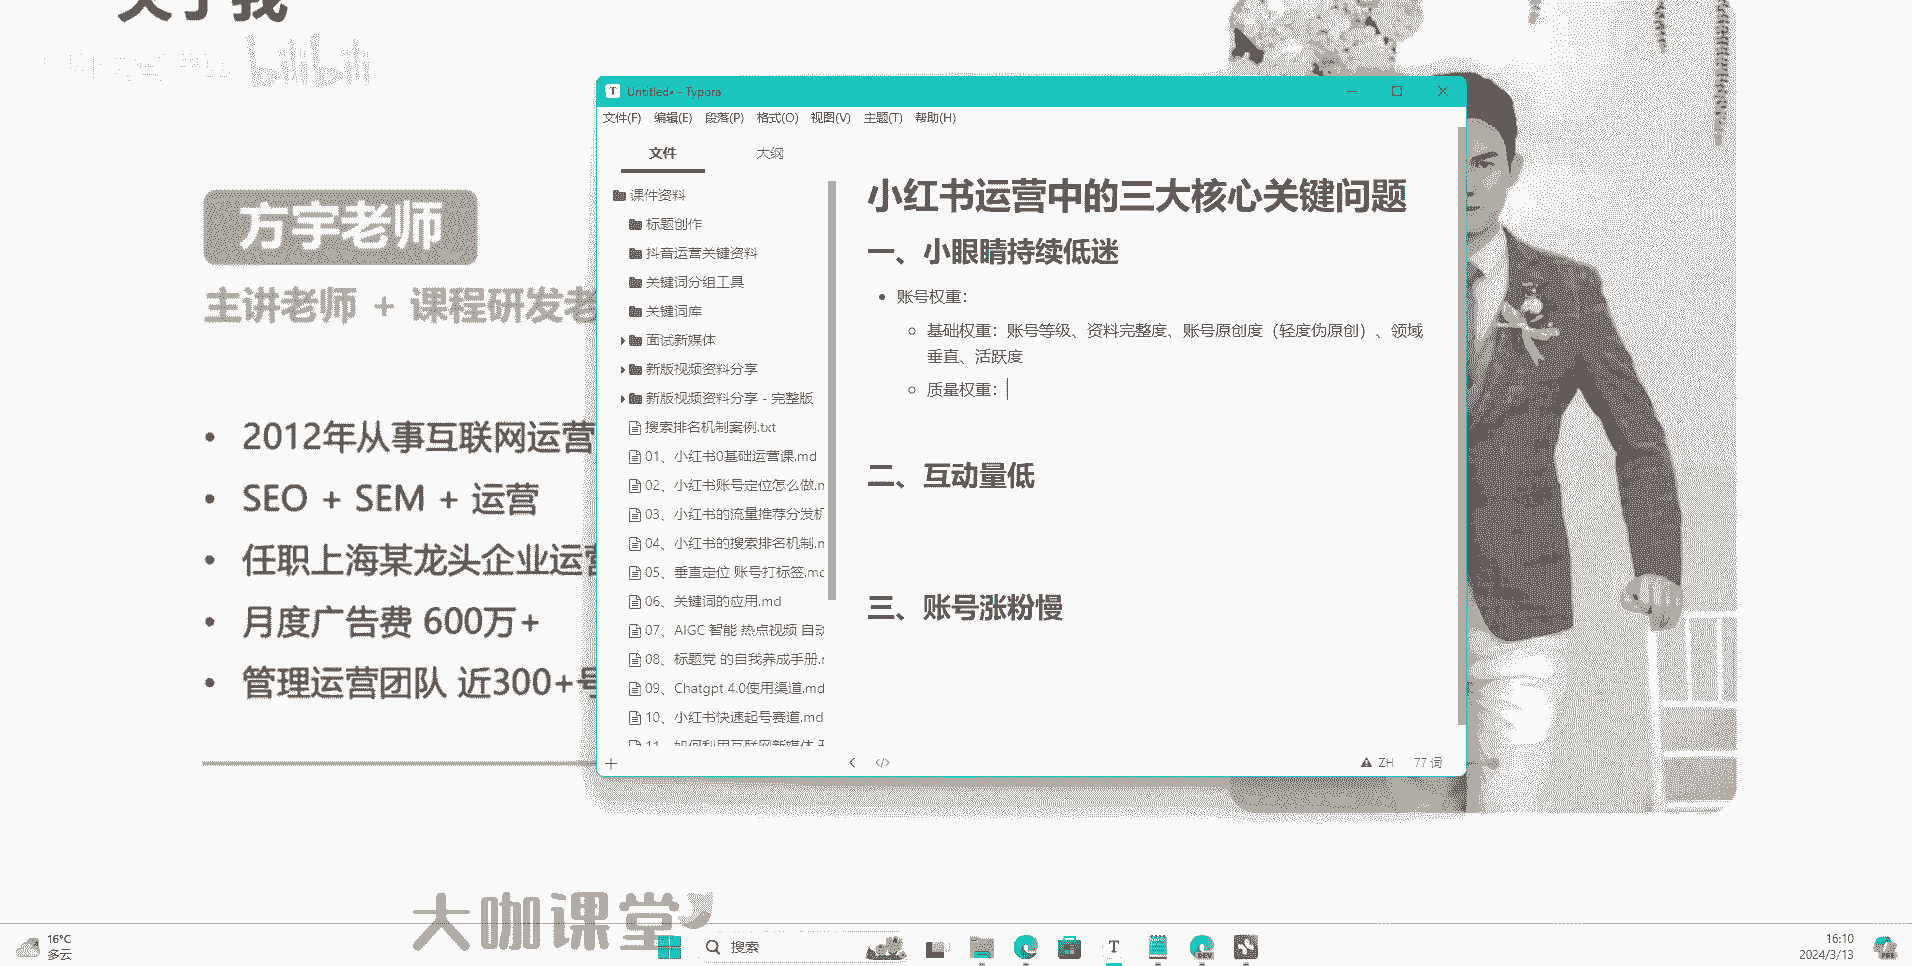 关于我
bilibili
方宇老师
主讲老师 + 课程研发老
2012年从事互联网运营
SEO + SEM + 运营
任职上海某龙头企业运营
月度广告费 600万+
管理运营团队 近300+号
Untitled• - Typora
文件(F) 编辑(E) 段落(P) 格式(O) 视图(V) 主题(T) 帮助(H)
文件 大纲
课件资料
标题创作
抖音运营关键资料
关键词分组工具
关键词库
面试新媒体
新版视频资料分享
新版视频资料分享 - 完整版
搜索排名机制案例.txt
01、小红书0基础运营课.md
02、小红书账号定位怎么做.m
03、小红书的流量推荐分发机
04、小红书的搜索排名机制.m
05、垂直定位 账号打标签.mc
06、关键词的应用.md
07、AIGC 智能 热点视频 自动
08、标题党 的自我养成手册.r
09、Chatgpt 4.0使用渠道.md
10、小红书快速起号赛道.md
11、如何利用互联网新媒体
小红书运营中的三大核心关键问题
一、小眼睛持续低迷
账号权重：
基础权重：账号等级、资料完整度、账号原创度（轻度伪原创）、领域
垂直、活跃度
质量权重：
二、互动量低
三、账号涨粉慢
ZH 77 词
大咖课堂
16°C
多云
搜索
16:10
2024/3/13